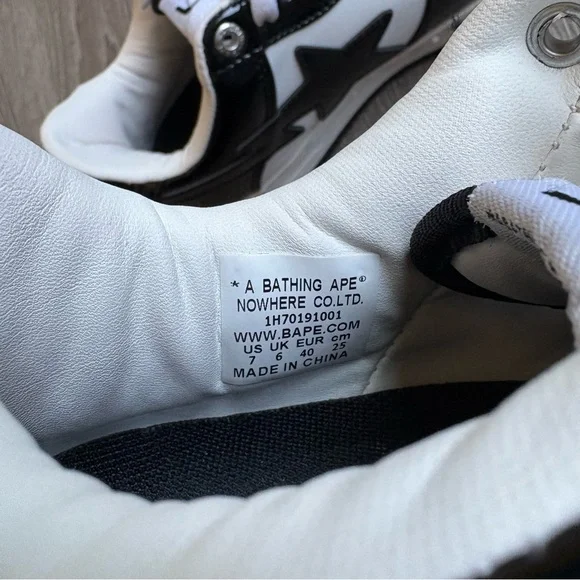 * A BATHING APE®
NOWHERE CO.LTD.
1H70191001
WWW.BAPE.COM
US UK EUR cm
7 6 40 25
MADE IN CHINA